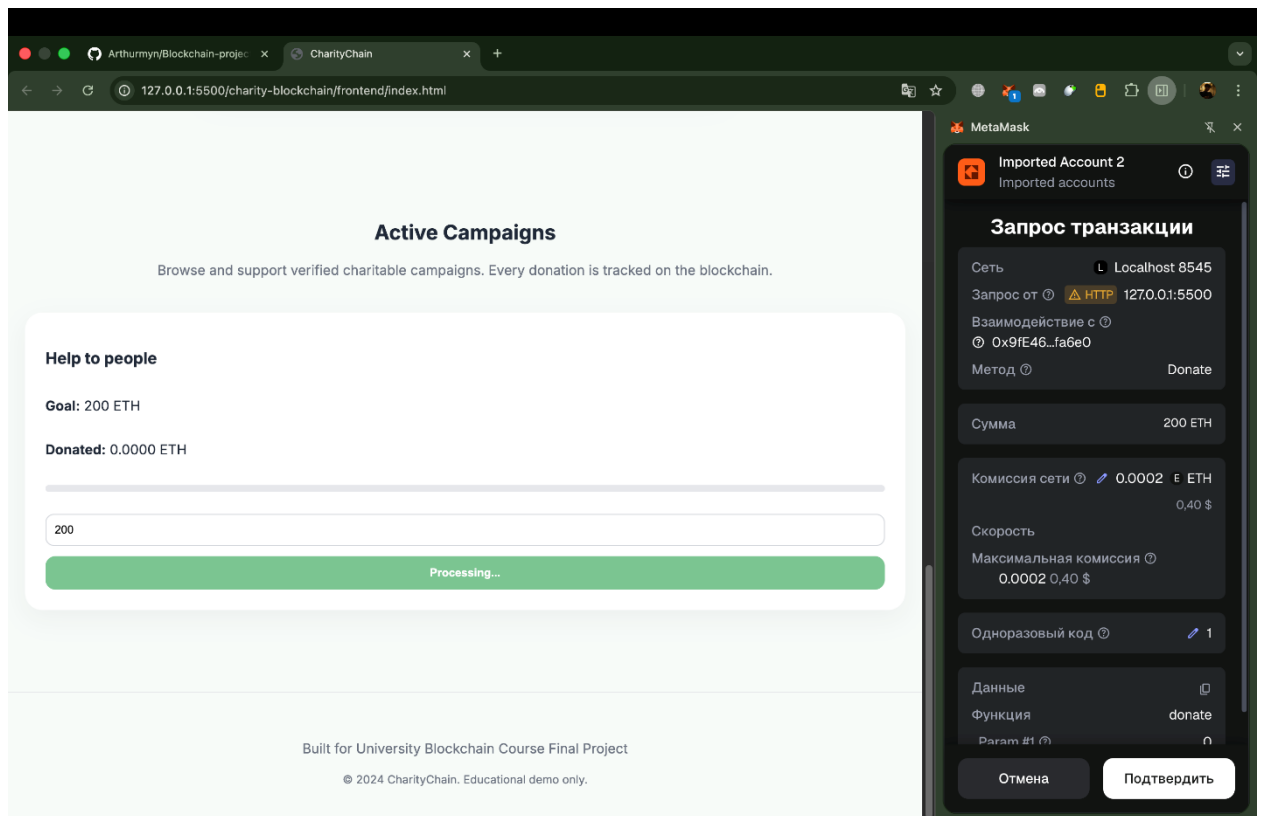 Arthurmyn/Blockchain-projec
CharityChain
127.0.0.1:5500/charity-blockchain/frontend/index.html
1
Active Campaigns
Browse and support verified charitable campaigns. Every donation is tracked on the blockchain.
Help to people
Goal: 200 ETH
Donated: 0.0000 ETH
200
Processing...
Built for University Blockchain Course Final Project
© 2024 CharityChain. Educational demo only.
MetaMask
Imported Account 2
Imported accounts
Запрос транзакции
Сеть L Localhost 8545
Запрос от HTTP 127.0.0.1:5500
Взаимодействие с
0x9fE46...fa6e0
Метод Donate
Сумма 200 ETH
Комиссия сети 0.0002 E ETH
0,40 $
Скорость
Максимальная комиссия
0.0002 0,40 $
Одноразовый код 1
Данные
Функция donate
Param #1 0
Отмена Подтвердить